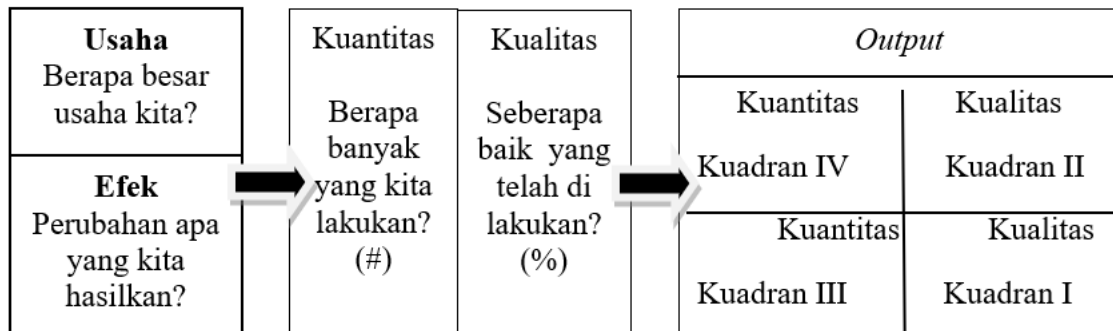 Usaha
Berapa besar
usaha kita?
Efek
Perubahan apa
yang kita
hasilkan?
Kuantitas
Berapa
banyak
yang kita
lakukan?
(#)
Kualitas
Seberapa
baik yang
telah di
lakukan?
(%)
Output
Kuantitas
Kualitas
Kuadran IV
Kuadran II
Kuantitas
Kualitas
Kuadran III
Kuadran I